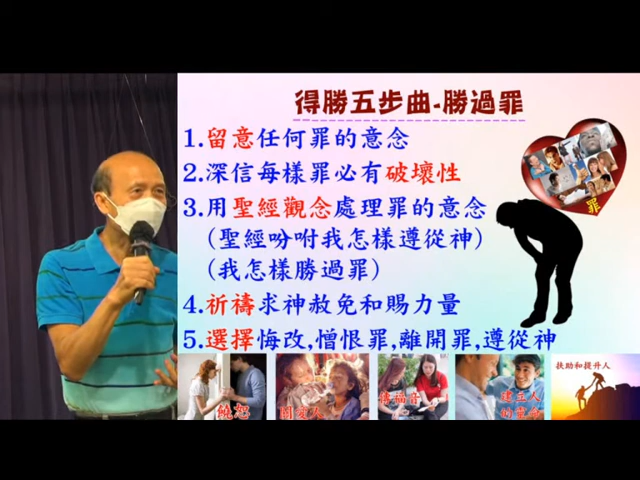 得勝五步曲-勝過罪
1.留意任何罪的意念
2.深信每樣罪必有破壞性
3.用聖經觀念處理罪的意念
(聖經吩咐我怎樣遵從神)
(我怎樣勝過罪)
4.祈禱求神赦免和賜力量
5.選擇悔改,憎恨罪,離開罪,遵從神
罪
饒恕
關愛人
傳福音
建立人
的靈命
扶助和提升人